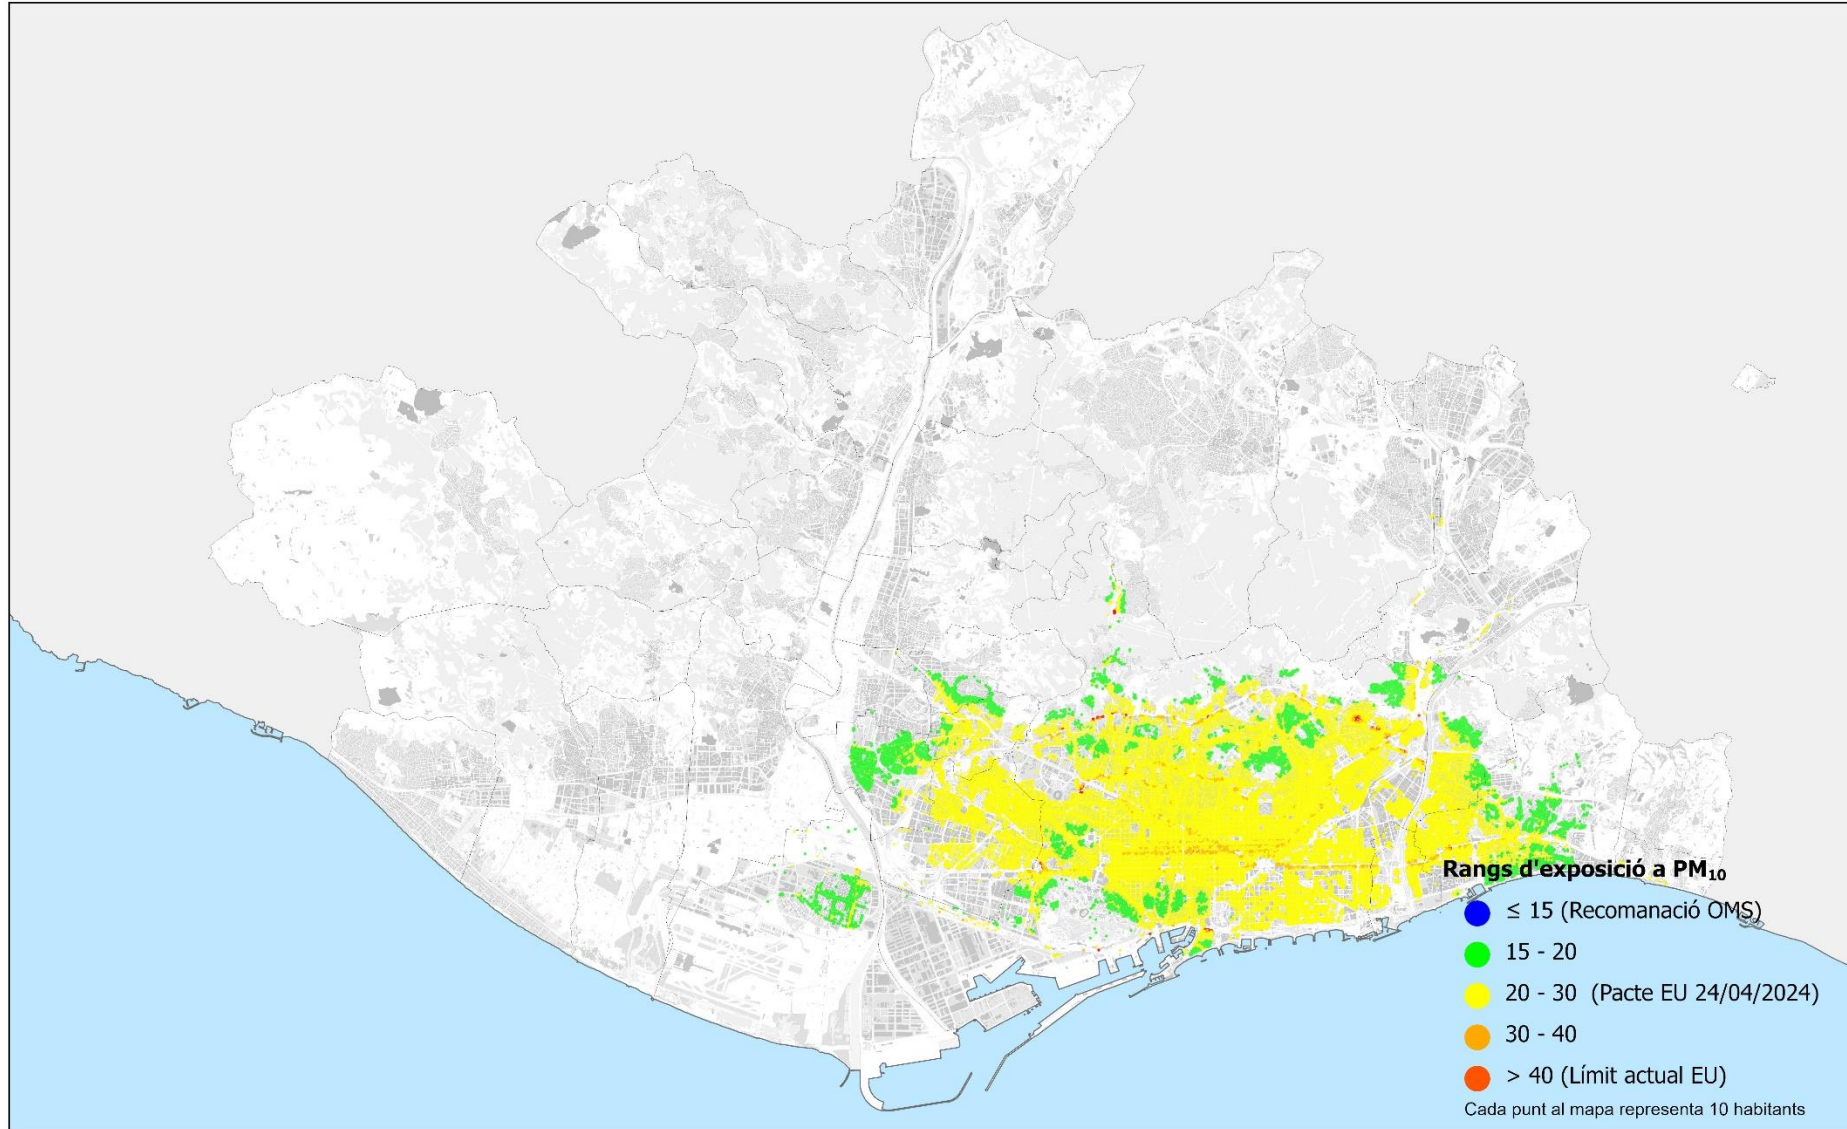 Rangs d'exposició a PM₁₀
≤ 15 (Recomanació OMS)
15 - 20
20 - 30 (Pacte EU 24/04/2024)
30 - 40
> 40 (Límit actual EU)
Cada punt al mapa representa 10 habitants